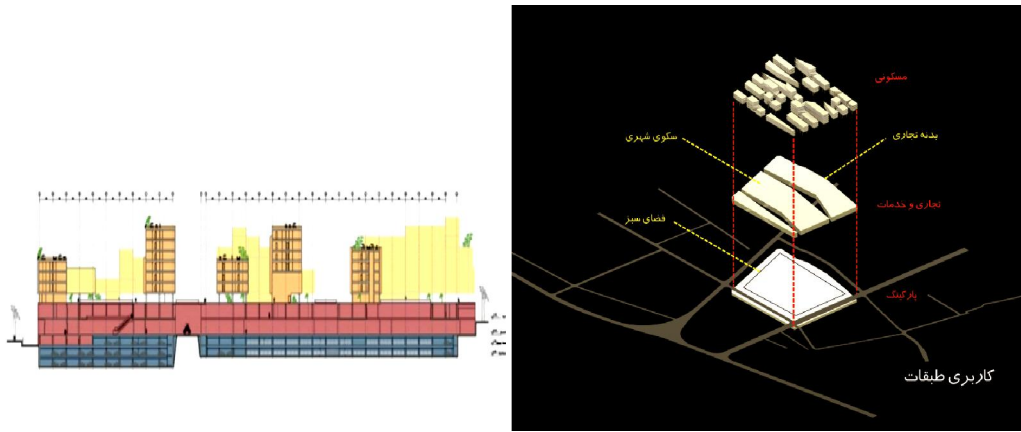 مسکونی
بدنه تجاری
سکوی شهری
تجاری و خدمات
فضای سبز
پارکینگ
کاربری طبقات